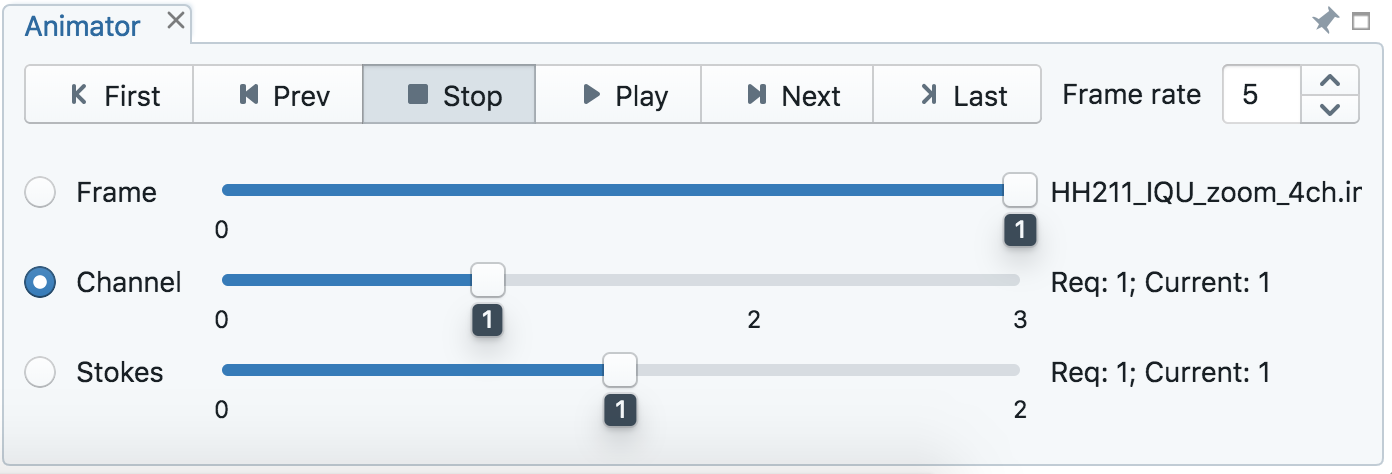 Animator
First Prev Stop Play Next Last Frame rate 5
Frame HH211_IQU_zoom_4ch.ir
0 1
Channel Req: 1; Current: 1
0 1 2 3
Stokes Req: 1; Current: 1
0 1 2